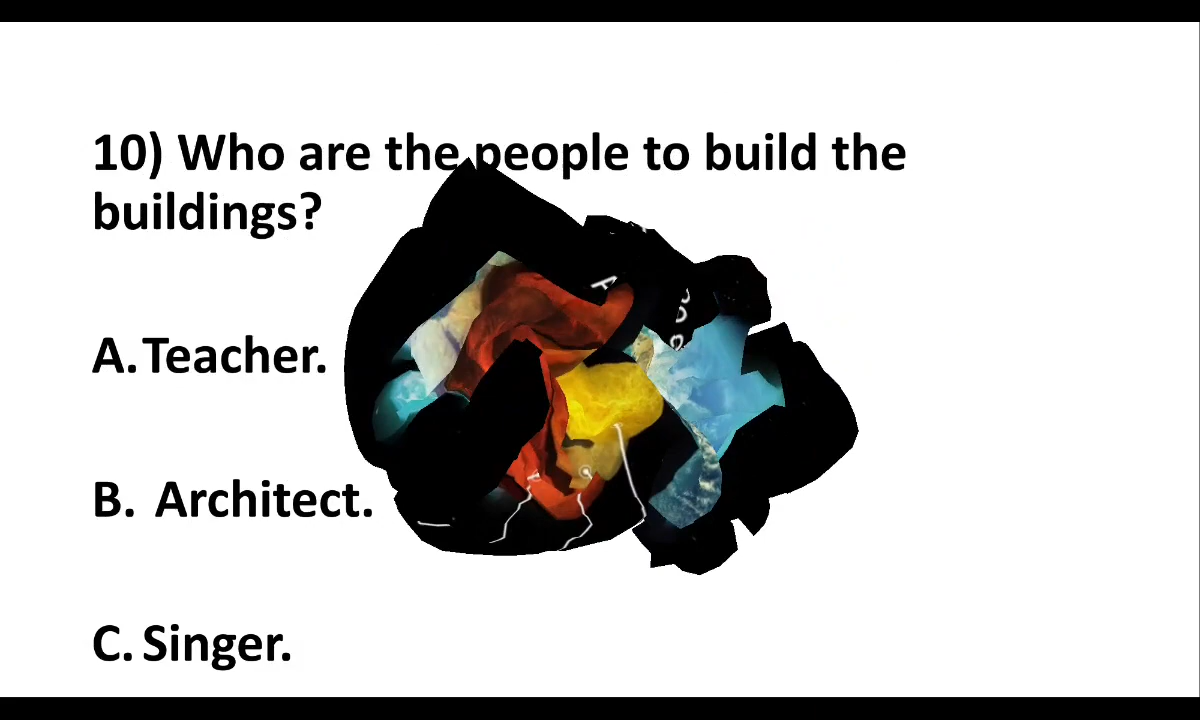 10) Who are the people to build the
buildings?
A. Teacher.
B. Architect.
C. Singer.